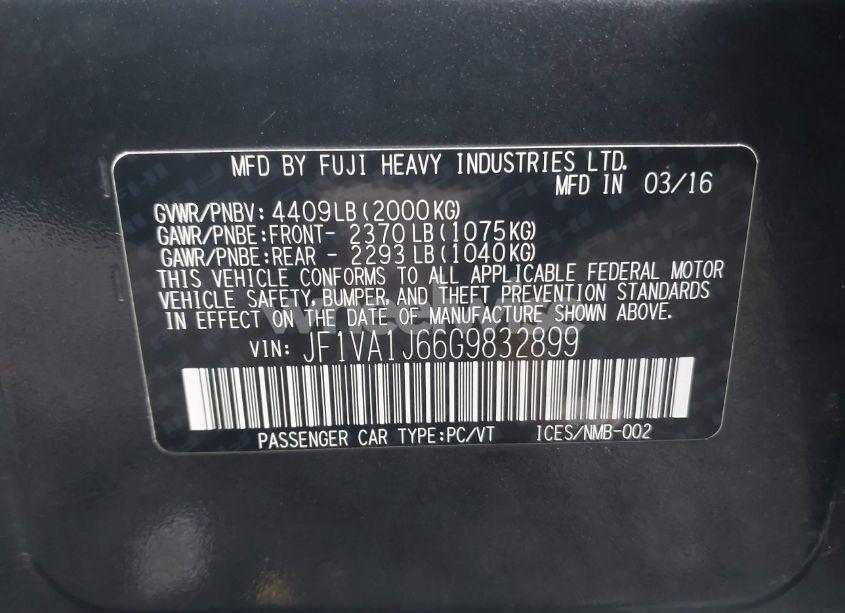 MFD BY FUJI HEAVY INDUSTRIES LTD.
MFD IN 03/16
GVWR/PNBV: 4409LB(2000KG)
GAWR/PNBE:FRONT- 2370LB(1075KG)
GAWR/PNBE:REAR - 2293LB(1040KG)
THIS VEHICLE CONFORMS TO ALL APPLICABLE FEDERAL MOTOR
VEHICLE SAFETY, BUMPER, AND THEFT PREVENTION STANDARDS
IN EFFECT ON THE DATE OF MANUFACTURE SHOWN ABOVE.
VIN: JF1VA1J66G9832899
PASSENGER CAR TYPE:PC/VT ICES/NMB-002